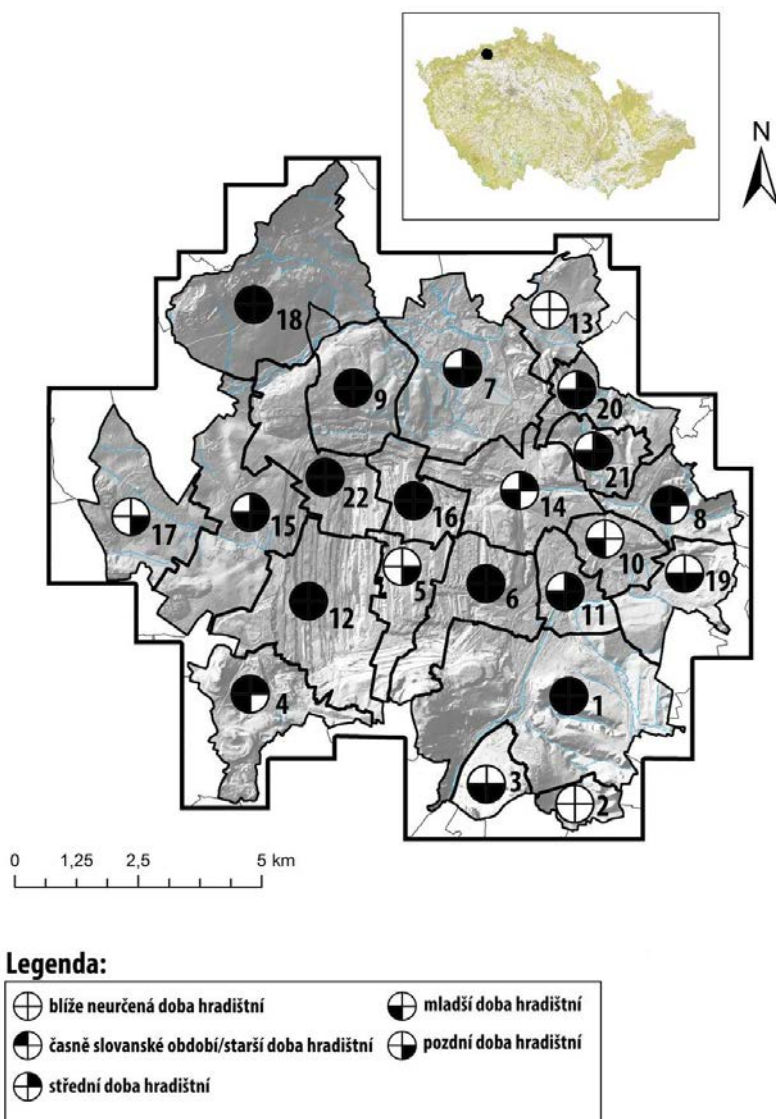 N
18
13
7
9
20
21
22
14
16
8
17
15
10
5
19
6
12
11
4
1
3
2
0 1,25 2,5 5 km
Legenda:
blíže neurčená doba hradištní
časně slovanské období/starší doba hradištní
střední doba hradištní
mladší doba hradištní
pozdní doba hradištní